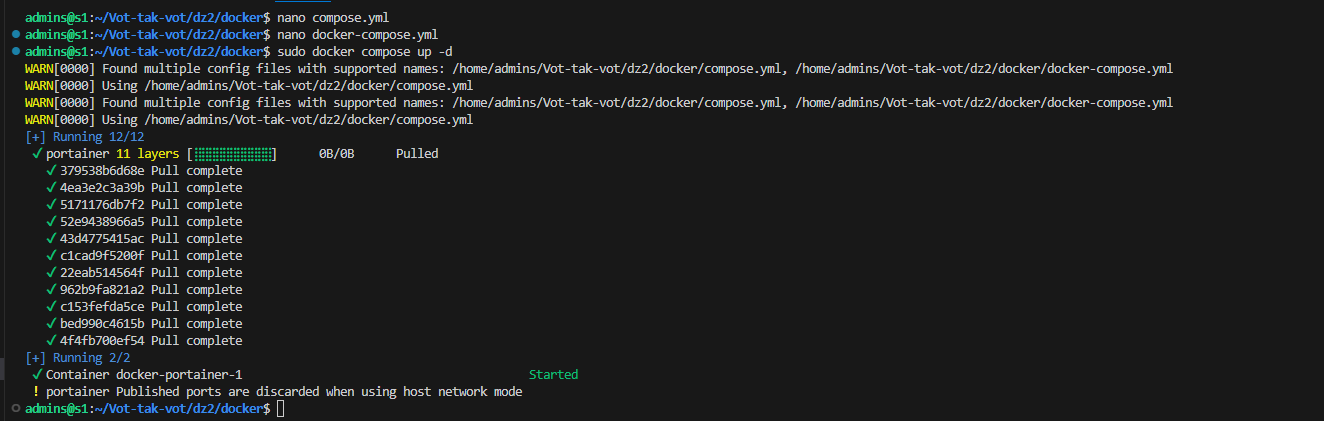 admins@s1:~/Vot-tak-vot/dz2/docker$ nano compose.yml
admins@s1:~/Vot-tak-vot/dz2/docker$ nano docker-compose.yml
admins@s1:~/Vot-tak-vot/dz2/docker$ sudo docker compose up -d
WARN[0000] Found multiple config files with supported names: /home/admins/Vot-tak-vot/dz2/docker/compose.yml, /home/admins/Vot-tak-vot/dz2/docker/docker-compose.yml
WARN[0000] Using /home/admins/Vot-tak-vot/dz2/docker/compose.yml
WARN[0000] Found multiple config files with supported names: /home/admins/Vot-tak-vot/dz2/docker/compose.yml, /home/admins/Vot-tak-vot/dz2/docker/docker-compose.yml
WARN[0000] Using /home/admins/Vot-tak-vot/dz2/docker/compose.yml
[+] Running 12/12
✓ portainer 11 layers [⣿⣿⣿⣿⣿⣿⣿⣿⣿⣿⣿] 0B/0B Pulled
✓ 379538b6d68e Pull complete
✓ 4ea3e2c3a39b Pull complete
✓ 5171176db7f2 Pull complete
✓ 52e9438966a5 Pull complete
✓ 43d4775415ac Pull complete
✓ c1cad9f5200f Pull complete
✓ 22eab514564f Pull complete
✓ 962b9fa821a2 Pull complete
✓ c153fefda5ce Pull complete
✓ bed990c4615b Pull complete
✓ 4f4fb700ef54 Pull complete
[+] Running 2/2
✓ Container docker-portainer-1 Started
! portainer Published ports are discarded when using host network mode
admins@s1:~/Vot-tak-vot/dz2/docker$